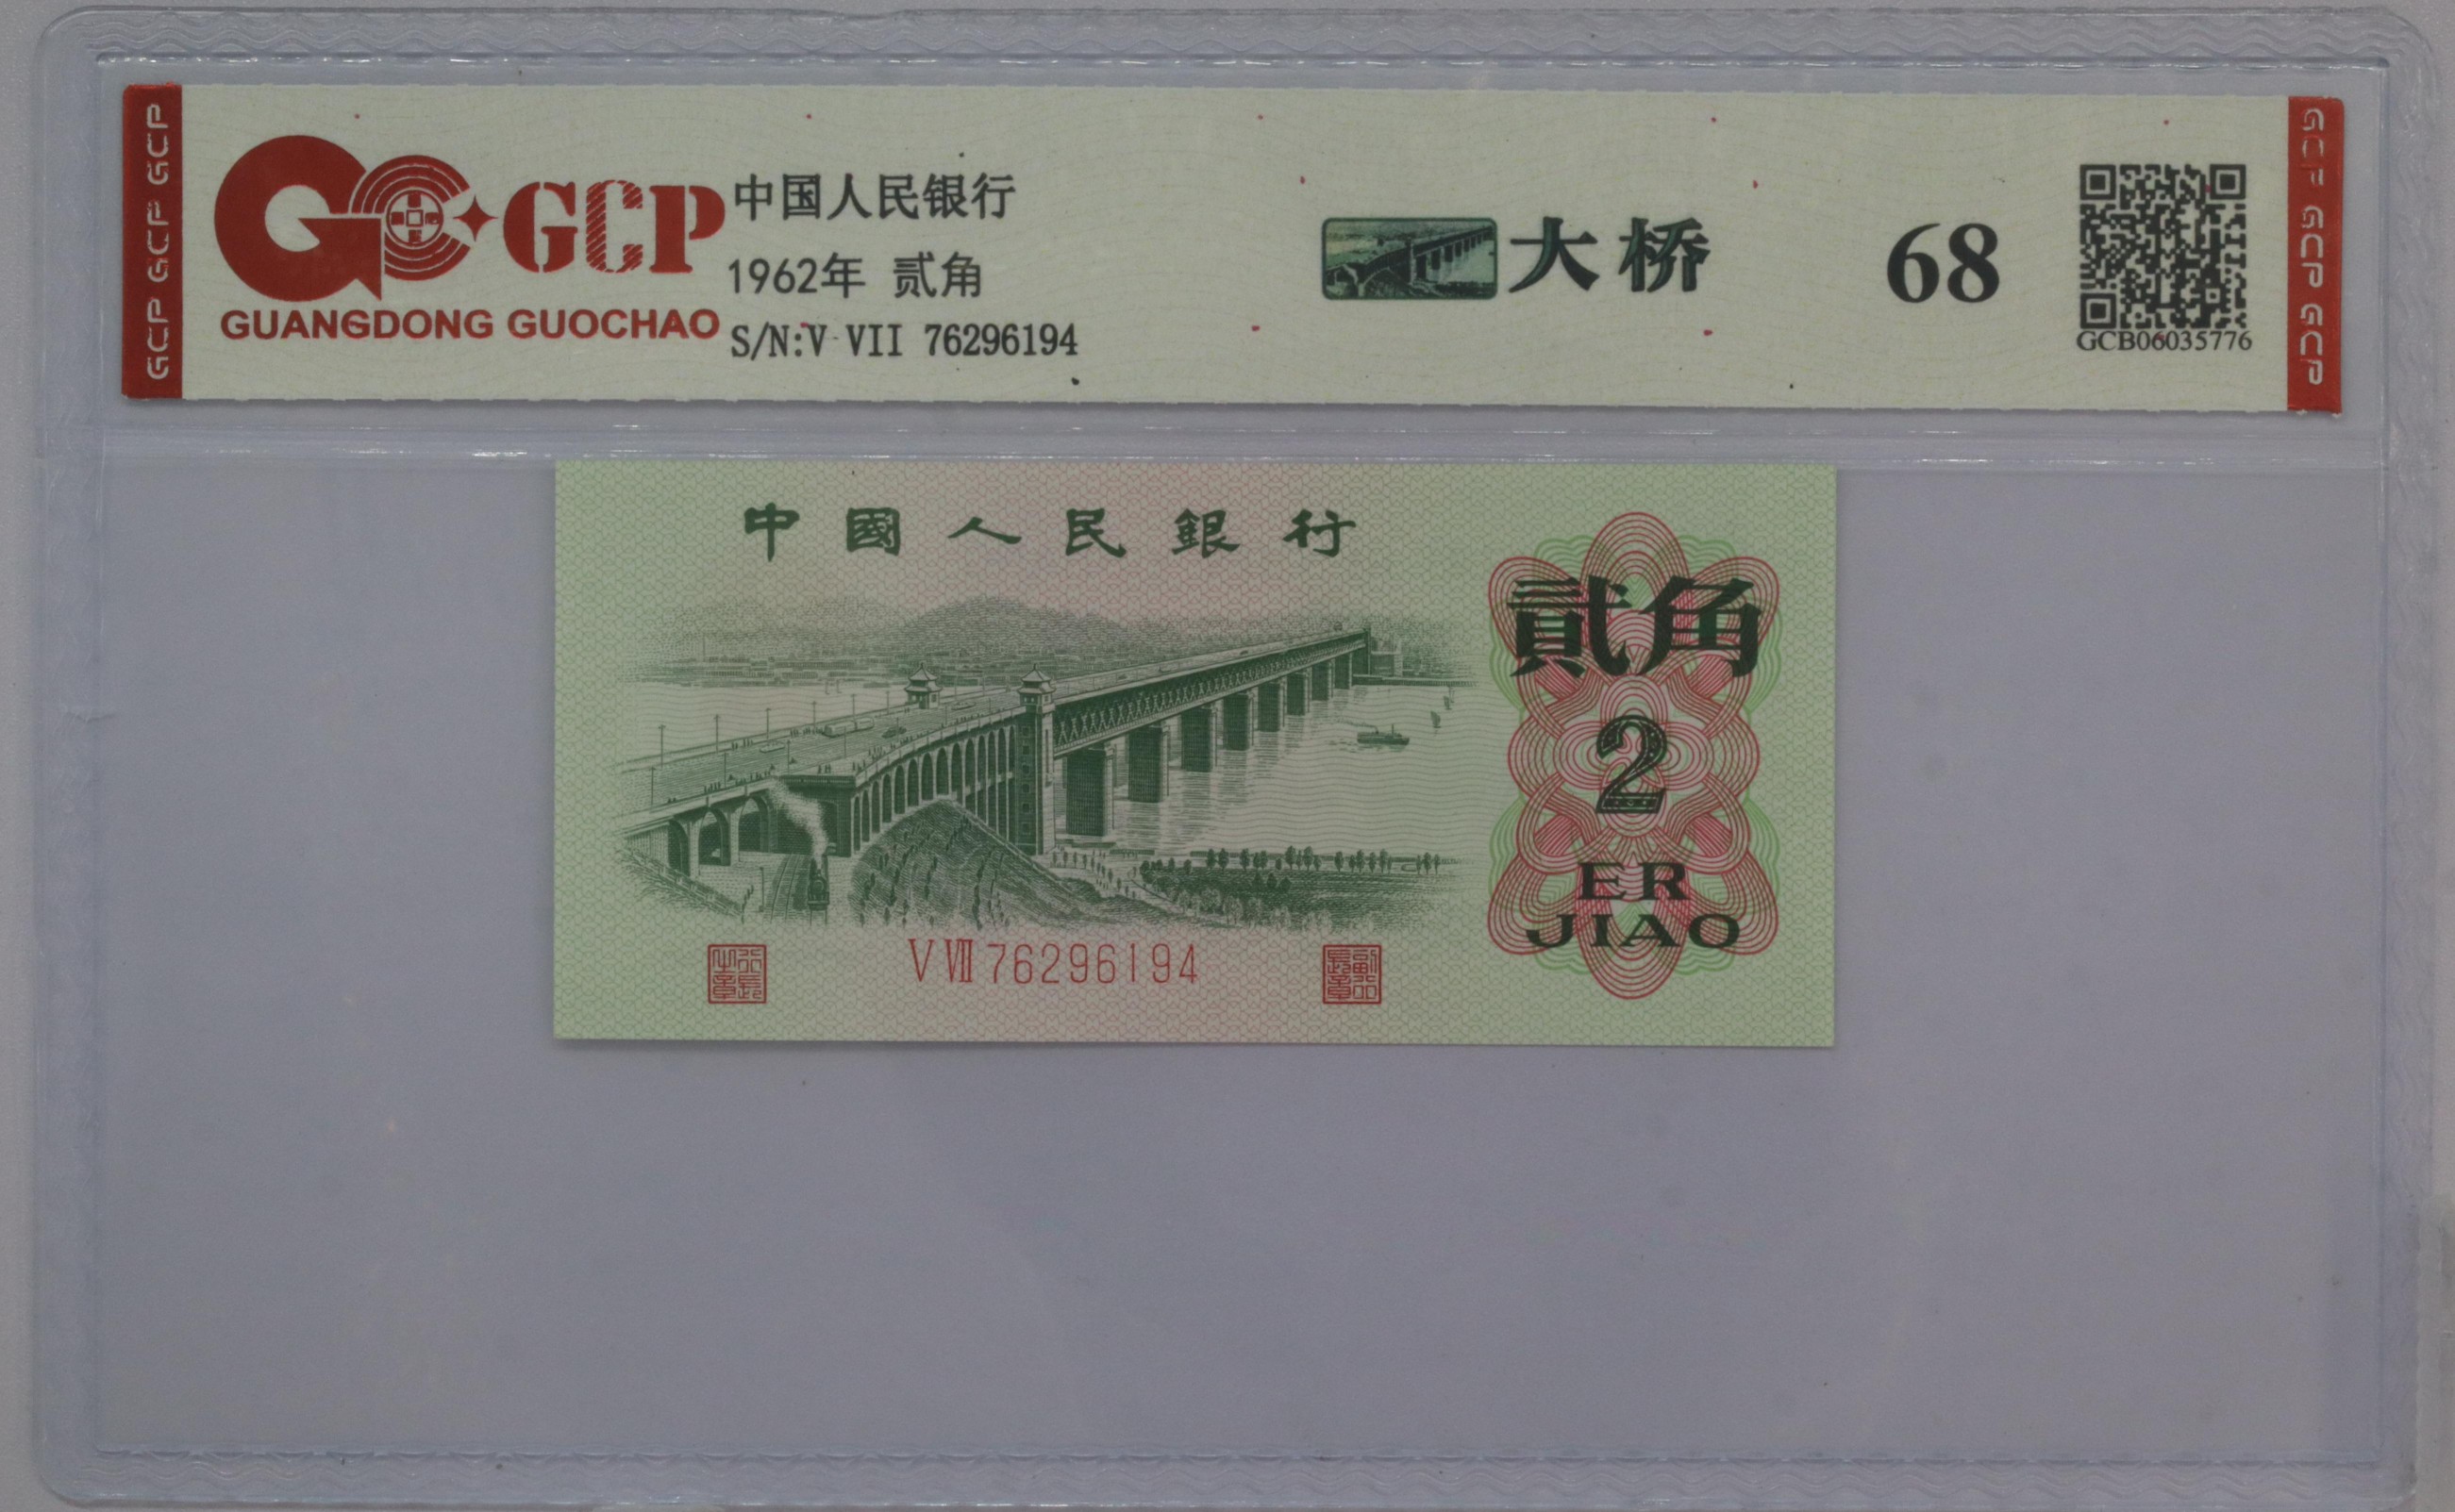 GCP GCP GCP
GCP
GUANGDONG GUOCHAO
中国人民银行
1962年 贰角
S/N:V VII 76296194
大桥
68
GCB06035776
GCP GCP GCP
中國人民銀行
貳角
2
ER
JIAO
V VII 76296194